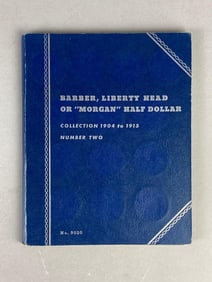 BARBER, LIBERTY HEAD
OR "MORGAN" HALF DOLLAR
COLLECTION 1904 to 1915
NUMBER TWO
No. 9020